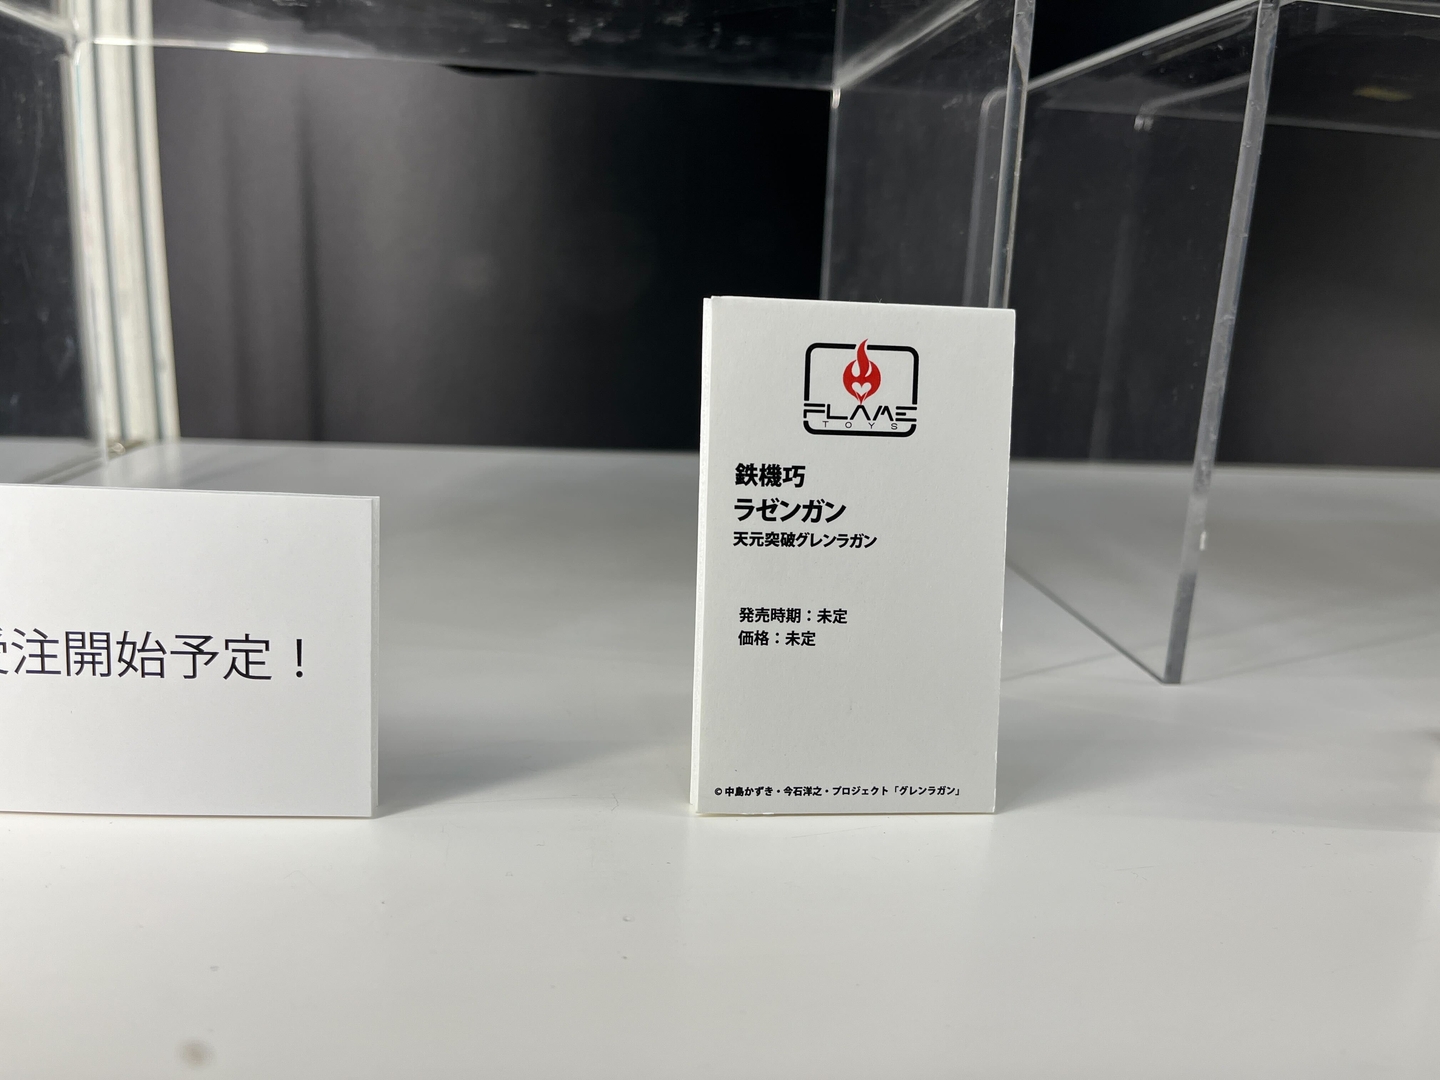 注開始予定！
FLAME
TOYS
鉄機巧
ラゼンガン
天元突破グレンラガン
発売時期：未定
価格：未定
© 中島かずき・今石洋之・プロジェクト「グレンラガン」